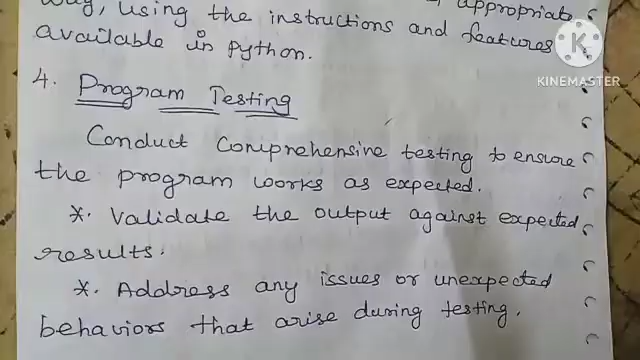 way, using the instructions and features
appropriate
available in Python.
4. Program Testing
Conduct Comprehensive testing to ensure
the program works as expected.
*. Validate the output against expected
results.
*. Address any issues or unexpected
behaviors that arise during testing.
KINEMASTER